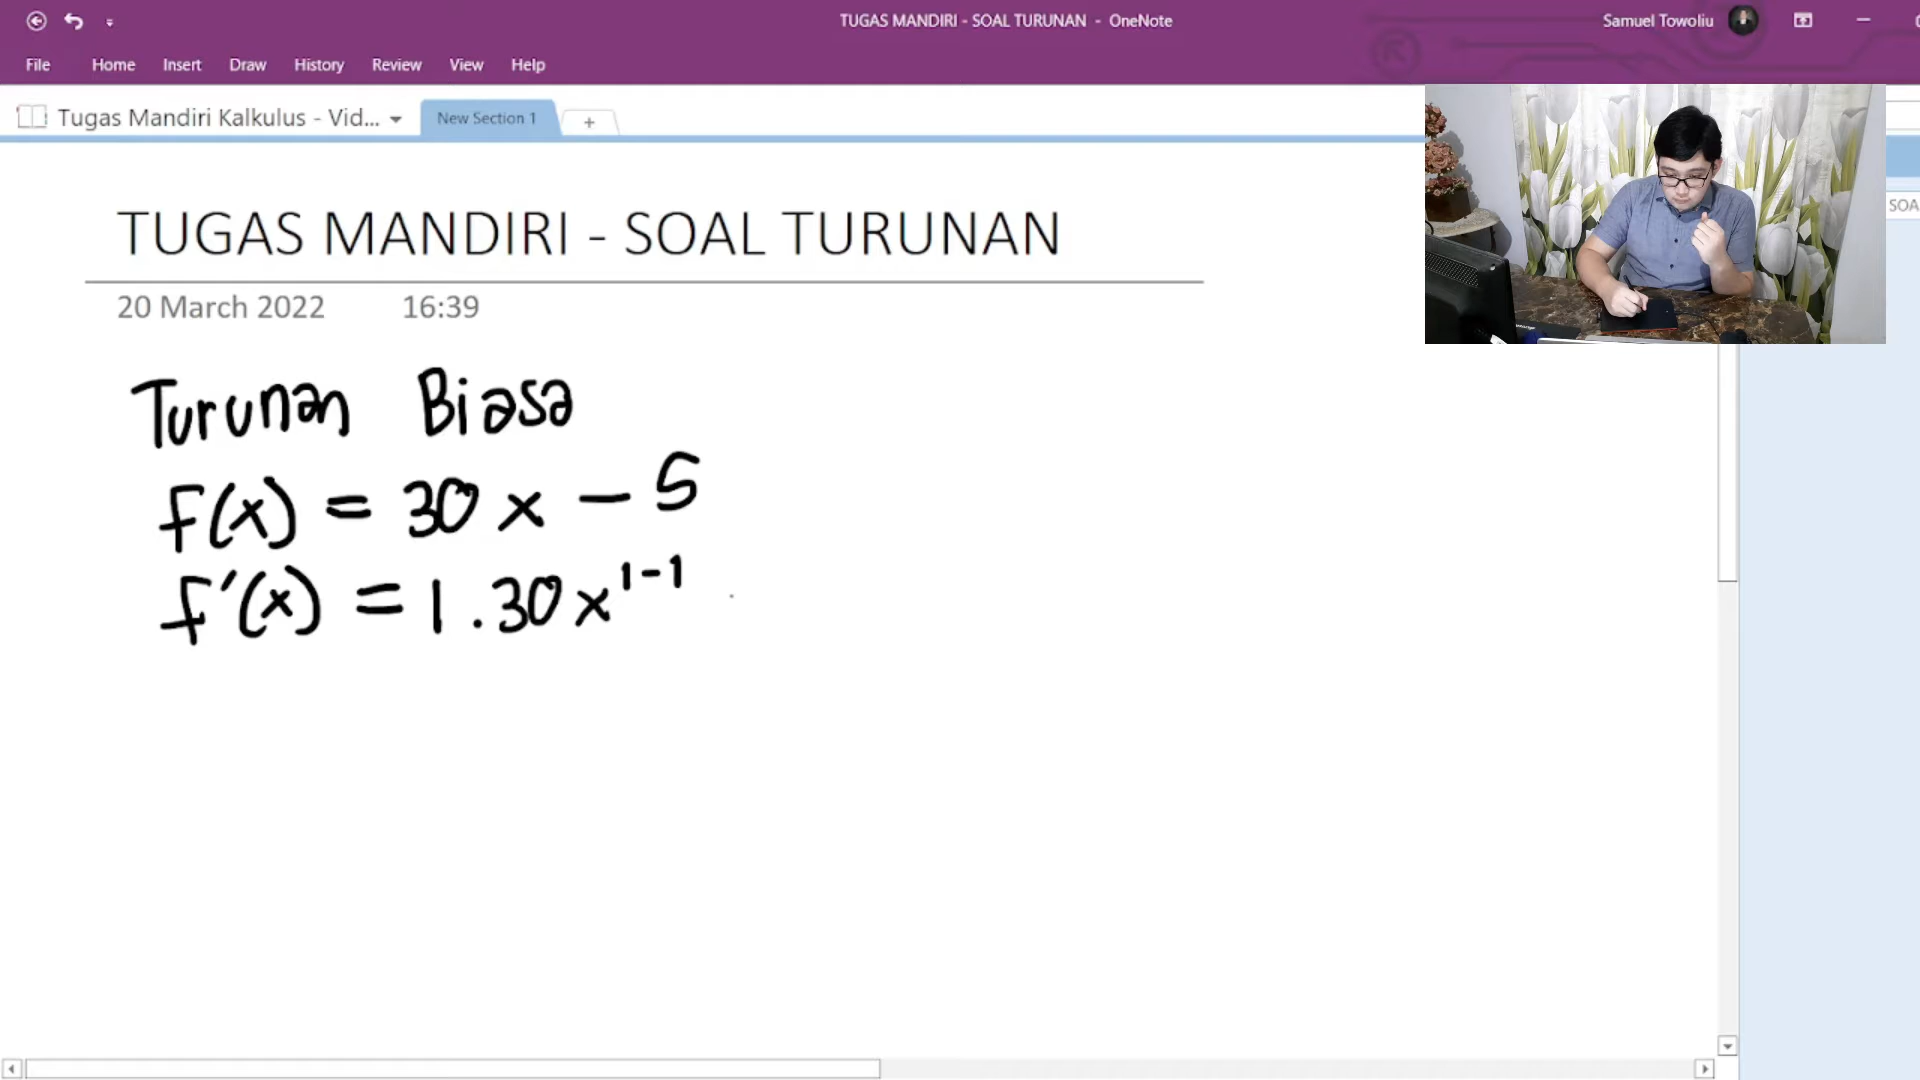 TUGAS MANDIRI - SOAL TURUNAN - OneNote
Samuel Towoliu
File Home Insert Draw History Review View Help
Tugas Mandiri Kalkulus - Vid...
New Section 1
+
SOA
TUGAS MANDIRI - SOAL TURUNAN
20 March 2022 16:39
Turunan Biasa
f(x) = 30x - 5
f'(x) = 1.30x¹⁻¹